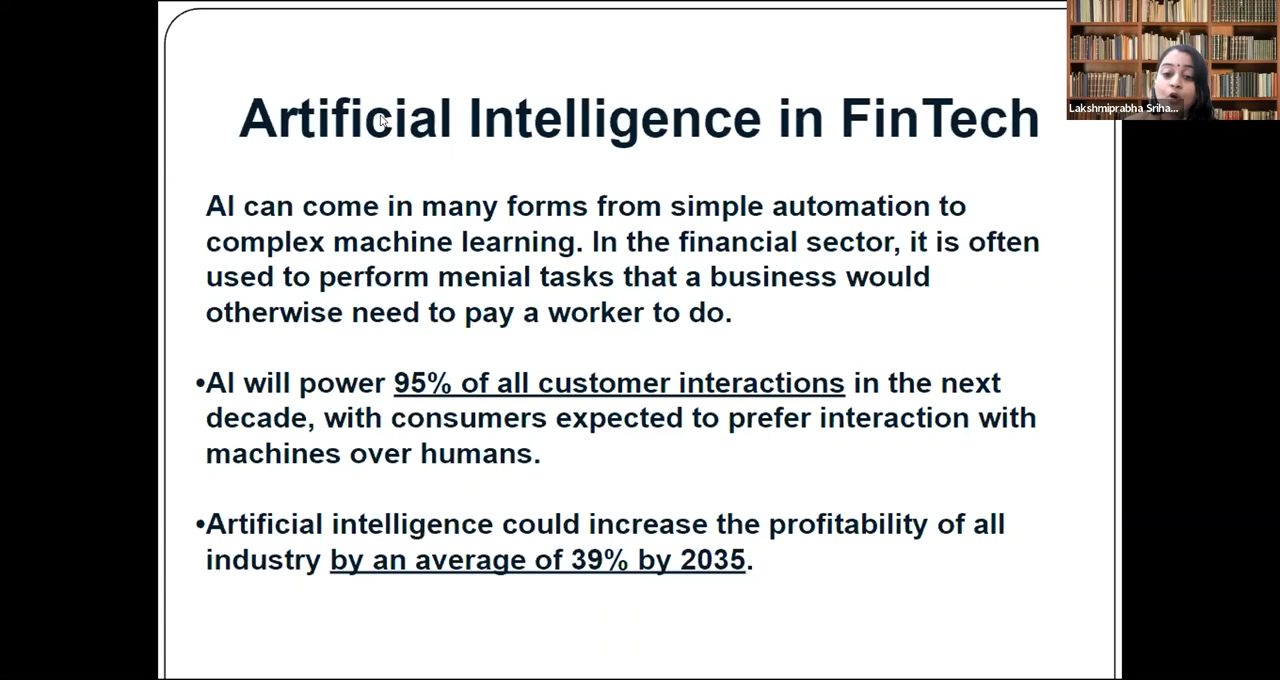 Artificial Intelligence in FinTech
Lakshmiprabha Sriha...
AI can come in many forms from simple automation to
complex machine learning. In the financial sector, it is often
used to perform menial tasks that a business would
otherwise need to pay a worker to do.
•AI will power 95% of all customer interactions in the next
decade, with consumers expected to prefer interaction with
machines over humans.
•Artificial intelligence could increase the profitability of all
industry by an average of 39% by 2035.